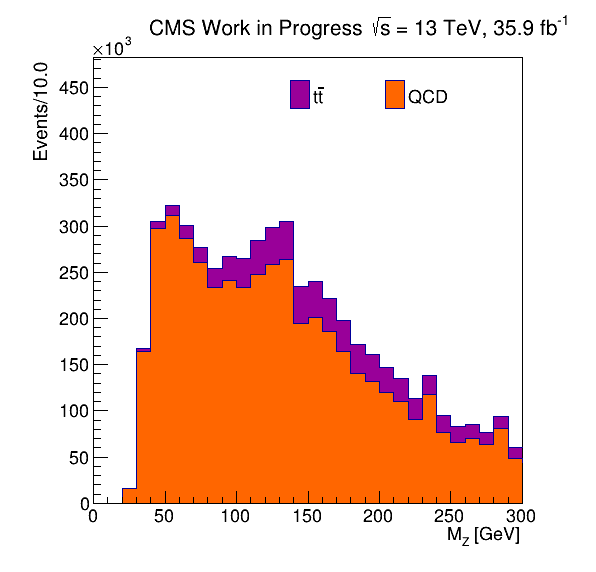 CMS Work in Progress √s = 13 TeV, 35.9 fb⁻¹
×10³
Events/10.0
tt̄
QCD
450
400
350
300
250
200
150
100
50
0
0 50 100 150 200 250 300
M_Z [GeV]